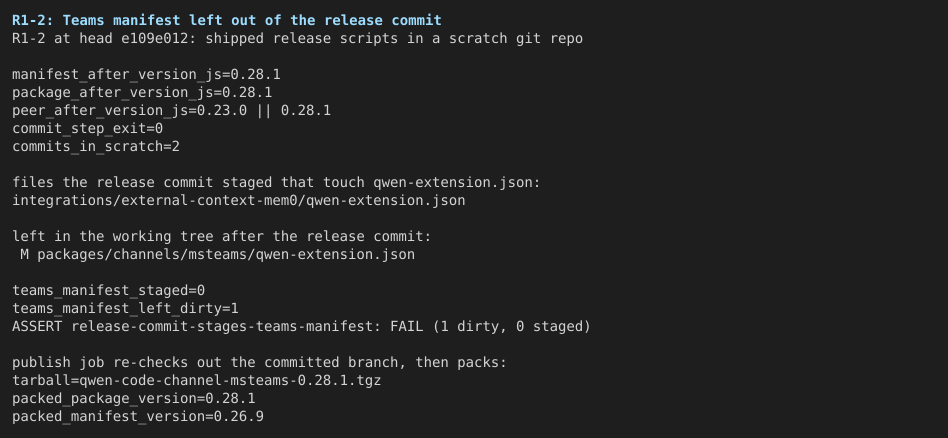 R1-2: Teams manifest left out of the release commit
R1-2 at head e109e012: shipped release scripts in a scratch git repo
manifest_after_version_js=0.28.1
package_after_version_js=0.28.1
peer_after_version_js=0.23.0 || 0.28.1
commit_step_exit=0
commits_in_scratch=2
files the release commit staged that touch qwen-extension.json:
integrations/external-context-mem0/qwen-extension.json
left in the working tree after the release commit:
M packages/channels/msteams/qwen-extension.json
teams_manifest_staged=0
teams_manifest_left_dirty=1
ASSERT release-commit-stages-teams-manifest: FAIL (1 dirty, 0 staged)
publish job re-checks out the committed branch, then packs:
tarball=qwen-code-channel-msteams-0.28.1.tgz
packed_package_version=0.28.1
packed_manifest_version=0.26.9